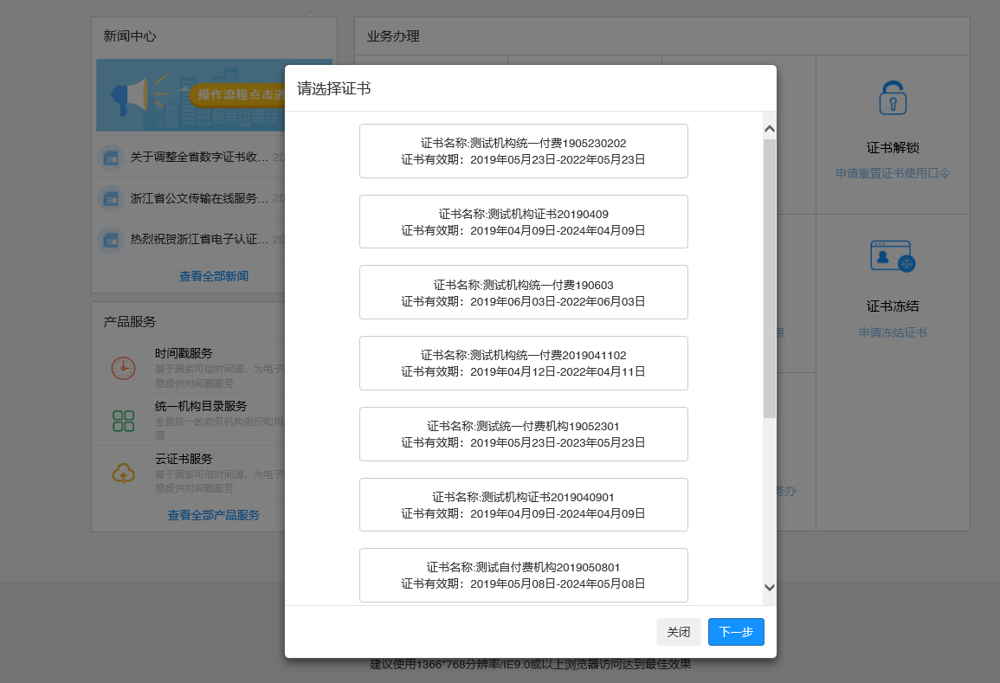 新闻中心
操作流程点击进
关于调整全省数字证书收... 20
浙江省公文传输在线服务... 20
热烈祝贺浙江省电子认证... 20
查看全部新闻
产品服务
时间戳服务
基于国家可信时间源，为电子
意提供时间戳服务
统一机构目录服务
全省统一的政务机构组织和用
理
云证书服务
基于国家可信时间源，为电子
意提供时间戳服务
查看全部产品服务
业务办理
证书解锁
申请重置证书使用口令
证书冻结
申请冻结证书
息
务办
请选择证书
证书名称:测试机构统一付费1905230202
证书有效期：2019年05月23日-2022年05月23日
证书名称:测试机构证书20190409
证书有效期：2019年04月09日-2024年04月09日
证书名称:测试机构统一付费190603
证书有效期：2019年06月03日-2022年06月03日
证书名称:测试机构统一付费2019041102
证书有效期：2019年04月12日-2022年04月11日
证书名称:测试统一付费机构19052301
证书有效期：2019年05月23日-2023年05月23日
证书名称:测试机构证书2019040901
证书有效期：2019年04月09日-2024年04月09日
证书名称:测试自付费机构2019050801
证书有效期：2019年05月08日-2024年05月08日
关闭
下一步
建议使用1366*768分辨率/IE9.0或以上浏览器访问达到最佳效果